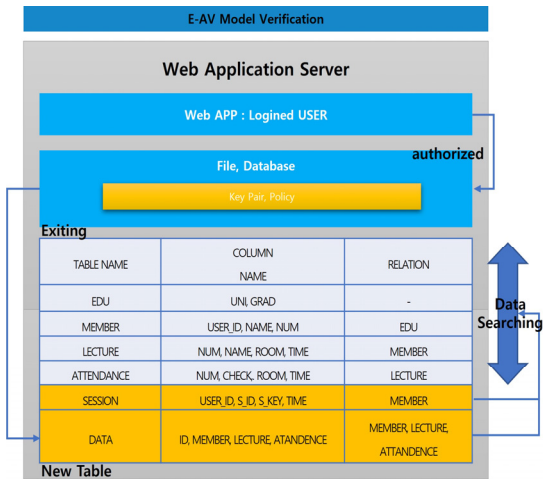 E-AV Model Verification
Web Application Server
Web APP : Logined USER
authorized
File, Database
Key Pair, Policy
Exiting
TABLE NAME
COLUMN
NAME
RELATION
EDU
UNI, GRAD
-
MEMBER
USER_ID, NAME, NUM
EDU
LECTURE
NUM, NAME, ROOM, TIME
MEMBER
ATTENDANCE
NUM, CHECK, ROOM, TIME
LECTURE
SESSION
USER_ID, S_ID, S_KEY, TIME
MEMBER
DATA
ID, MEMBER, LECTURE, ATANDENCE
MEMBER, LECTURE,
ATTANDENCE
Data
Searching
New Table